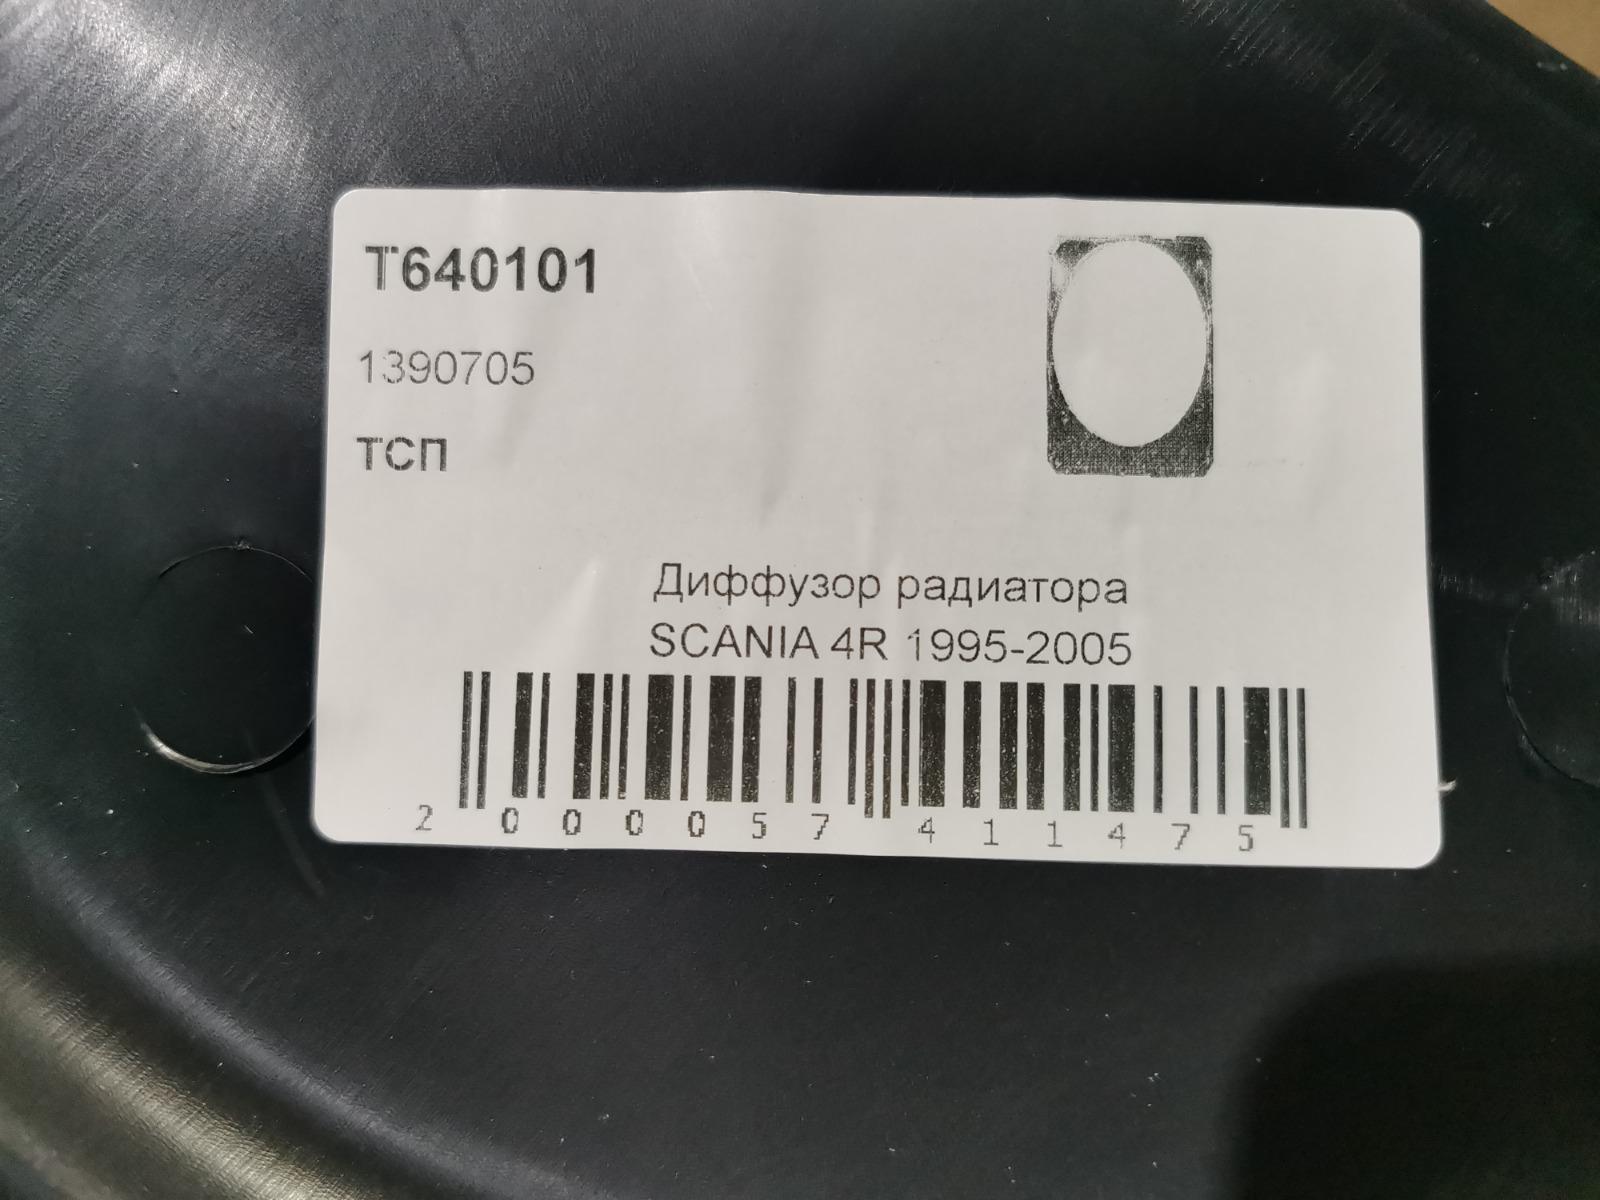 T640101
1390705
ТСП
Диффузор радиатора
SCANIA 4R 1995-2005
2 000057 411475